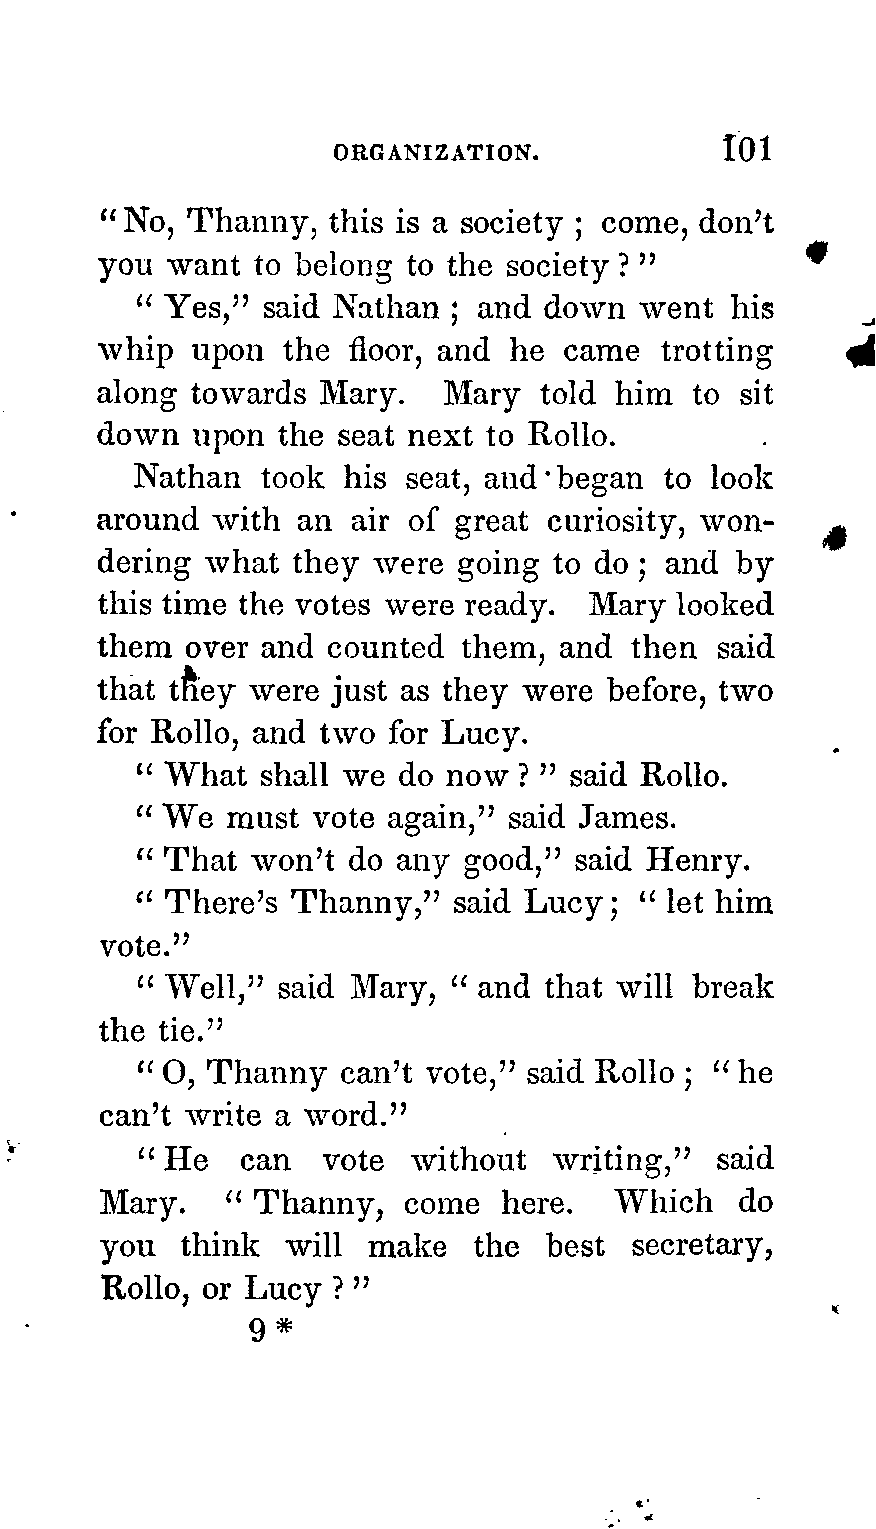 ORGANIZATION. 101
“No, Thanny, this is a society ; come, don’t
you want to belong to the society ? ”
“ Yes,” said Nathan ; and down went his
whip upon the floor, and he came trotting
along towards Mary. Mary told him to sit
down upon the seat next to Rollo.
Nathan took his seat, and began to look
around with an air of great curiosity, won-
dering what they were going to do ; and by
this time the votes were ready. Mary looked
them over and counted them, and then said
that they were just as they were before, two
for Rollo, and two for Lucy.
“ What shall we do now ? ” said Rollo.
“ We must vote again,” said James.
“ That won’t do any good,” said Henry.
“ There’s Thanny,” said Lucy ; “ let him
vote.”
“ Well,” said Mary, “ and that will break
the tie.”
“ O, Thanny can’t vote,” said Rollo ; “ he
can’t write a word.”
“ He can vote without writing,” said
Mary. “ Thanny, come here. Which do
you think will make the best secretary,
Rollo, or Lucy ? ”
9 *